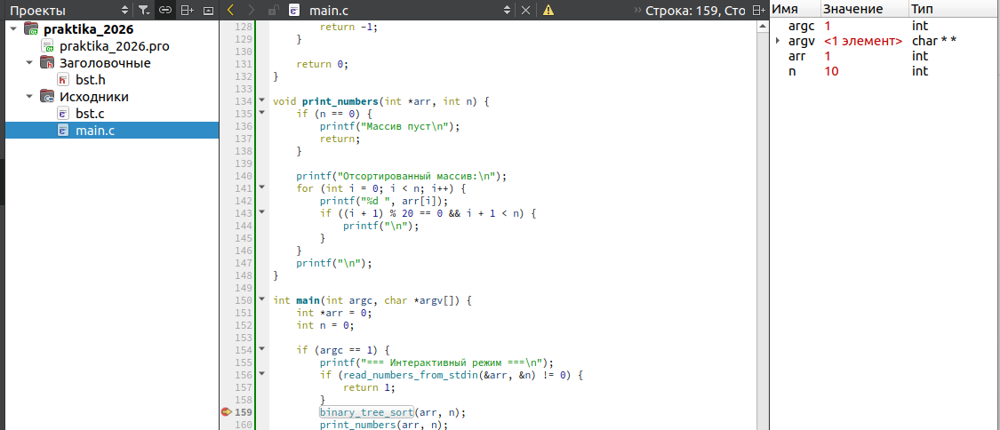 Проекты
praktika_2026
praktika_2026.pro
Заголовочные
bst.h
Исходники
bst.c
main.c
main.c
Строка: 159, Сто
128 return -1;
129 }
130
131 return 0;
132 }
133
134 void print_numbers(int *arr, int n) {
135 if (n == 0) {
136 printf("Массив пуст\n");
137 return;
138 }
139
140 printf("Отсортированный массив:\n");
141 for (int i = 0; i < n; i++) {
142 printf("%d ", arr[i]);
143 if ((i + 1) % 20 == 0 && i + 1 < n) {
144 printf("\n");
145 }
146 }
147 printf("\n");
148 }
149
150 int main(int argc, char *argv[]) {
151 int *arr = 0;
152 int n = 0;
153
154 if (argc == 1) {
155 printf("=== Интерактивный режим ===\n");
156 if (read_numbers_from_stdin(&arr, &n) != 0) {
157 return 1;
158 }
159 binary_tree_sort(arr, n);
160 print_numbers(arr, n);
Имя Значение Тип
argc 1 int
argv <1 элемент> char * *
arr 1 int
n 10 int